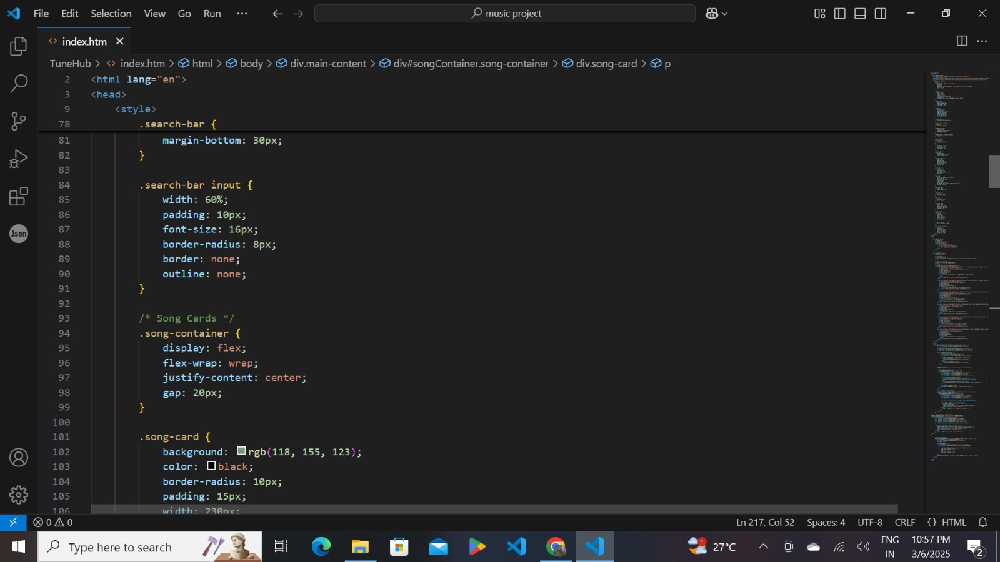 File Edit Selection View Go Run ··· music project
index.htm
TuneHub > index.htm > html > body > div.main-content > div#songContainer.song-container > div.song-card > p
2 <html lang="en">
3 <head>
9 <style>
78 .search-bar {
81 margin-bottom: 30px;
82 }
83
84 .search-bar input {
85 width: 60%;
86 padding: 10px;
87 font-size: 16px;
88 border-radius: 8px;
89 border: none;
90 outline: none;
91 }
92
93 /* Song Cards */
94 .song-container {
95 display: flex;
96 flex-wrap: wrap;
97 justify-content: center;
98 gap: 20px;
99 }
100
101 .song-card {
102 background: rgb(118, 155, 123);
103 color: black;
104 border-radius: 10px;
105 padding: 15px;
106 width: 230px;
Json
0 0 Ln 217, Col 52 Spaces: 4 UTF-8 CRLF {} HTML
Type here to search 1 27°C ENG IN 10:57 PM 3/6/2025 2